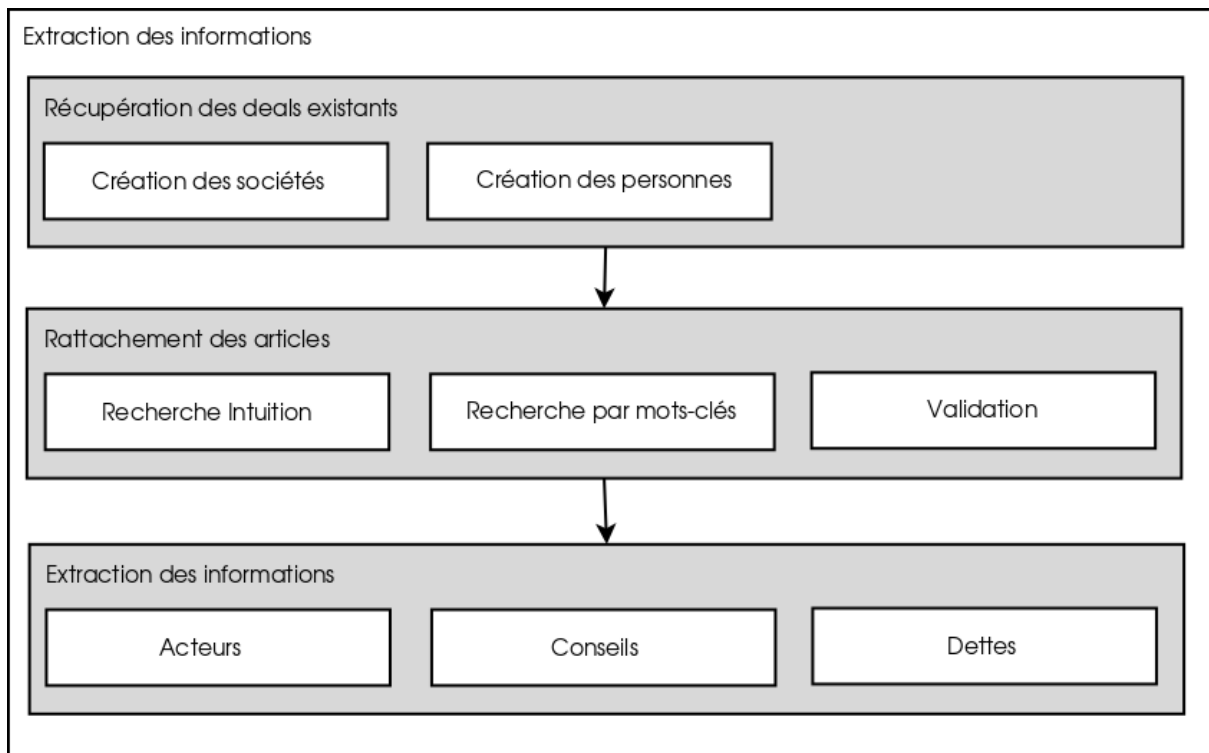 Extraction des informations
Récupération des deals existants
Création des sociétés
Création des personnes
Rattachement des articles
Recherche Intuition
Recherche par mots-clés
Validation
Extraction des informations
Acteurs
Conseils
Dettes